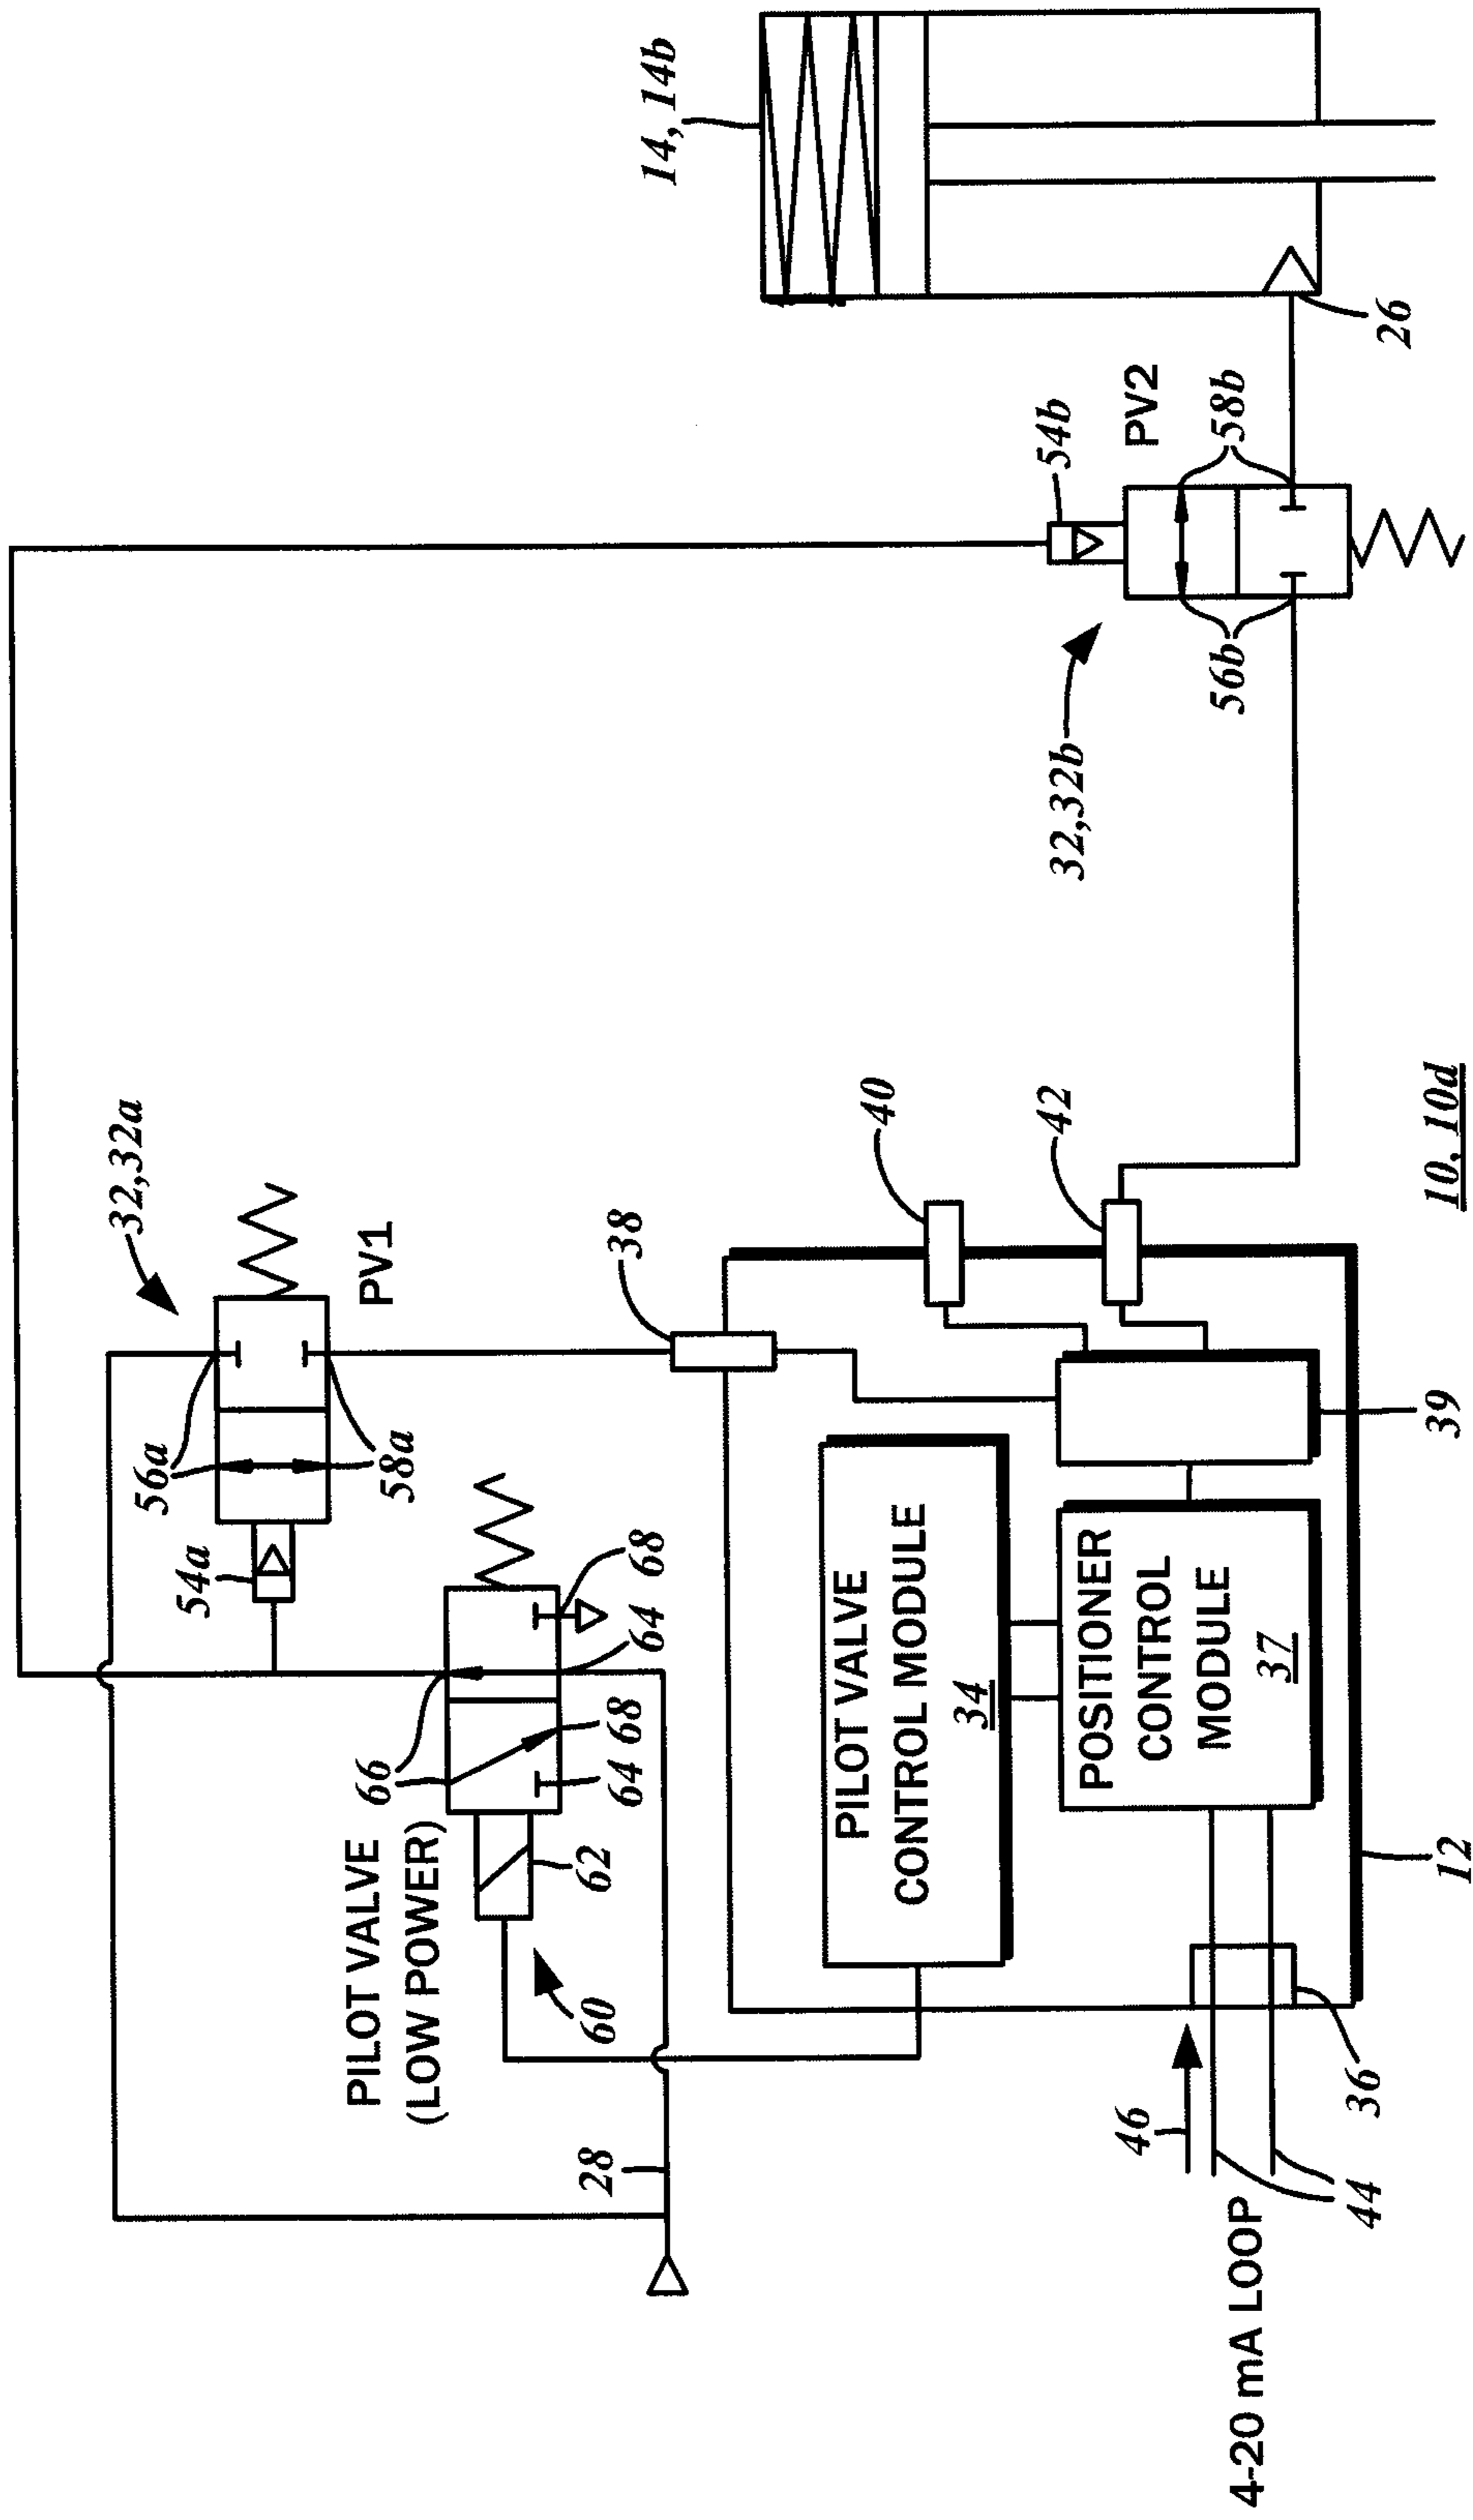 14, 14b
26
54b
PV2
58b
56b
32,32b
32,32a
PV1
56a
58a
54a
38
40
42
10, 10d
68
64
66
68
64
PILOT VALVE
(LOW POWER)
62
60
28
PILOT VALVE
CONTROL MODULE
34
POSITIONER
CONTROL
MODULE
37
39
12
36
46
44
4-20 mA LOOP